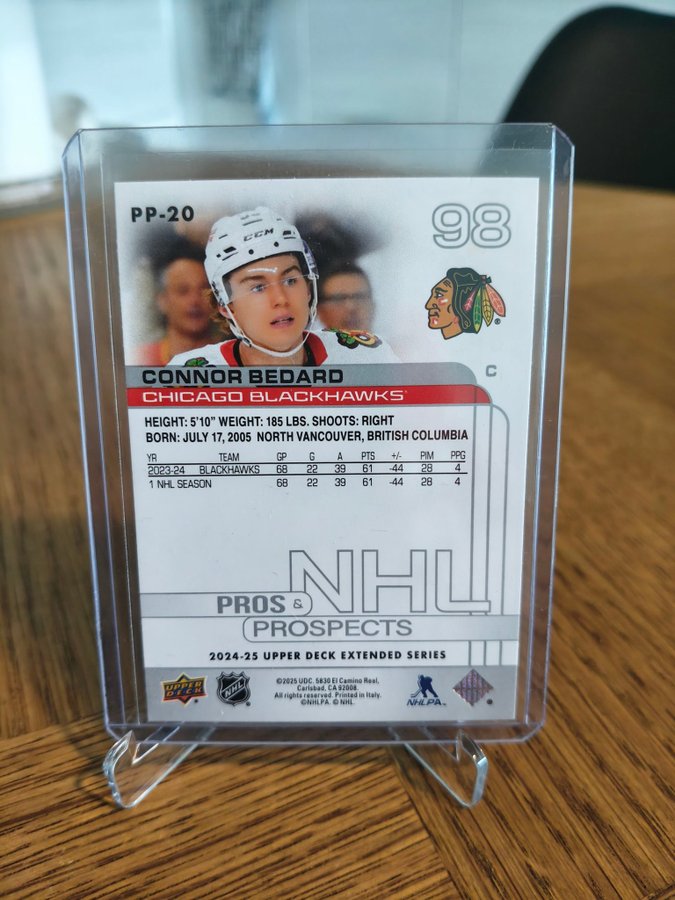 PP-20
98
CCM
C
CONNOR BEDARD
CHICAGO BLACKHAWKS
HEIGHT: 5'10" WEIGHT: 185 LBS. SHOOTS: RIGHT
BORN: JULY 17, 2005 NORTH VANCOUVER, BRITISH COLUMBIA
YR TEAM GP G A PTS +/- PIM PPG
2023-24 BLACKHAWKS 68 22 39 61 -44 28 4
1 NHL SEASON 68 22 39 61 -44 28 4
NHL
PROS &
PROSPECTS
2024-25 UPPER DECK EXTENDED SERIES
UPPER DECK
NHL
©2025 UDC. 5830 El Camino Real,
Carlsbad, CA 92008.
All rights reserved. Printed in Italy.
©NHLPA. © NHL
NHLPA